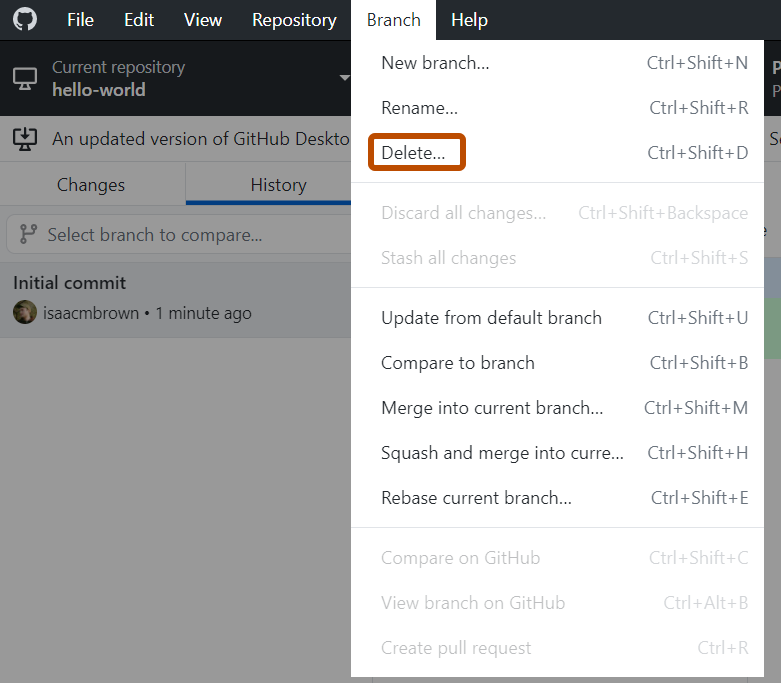 File Edit View Repository Branch Help
Current repository
hello-world
An updated version of GitHub Deskto
Changes History
Select branch to compare...
Initial commit
isaacmbrown • 1 minute ago
New branch... Ctrl+Shift+N
Rename... Ctrl+Shift+R
Delete... Ctrl+Shift+D
Discard all changes... Ctrl+Shift+Backspace
Stash all changes Ctrl+Shift+S
Update from default branch Ctrl+Shift+U
Compare to branch Ctrl+Shift+B
Merge into current branch... Ctrl+Shift+M
Squash and merge into curre... Ctrl+Shift+H
Rebase current branch... Ctrl+Shift+E
Compare on GitHub Ctrl+Shift+C
View branch on GitHub Ctrl+Alt+B
Create pull request Ctrl+R